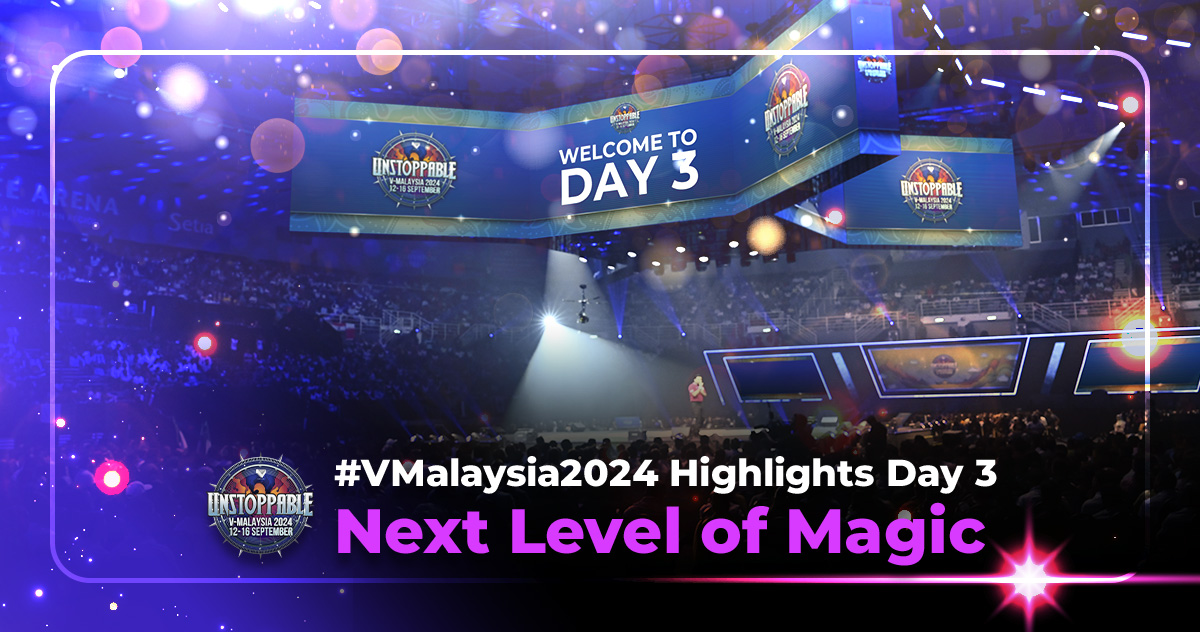 UNSTOPPABLE
V-MALAYSIA 2024
12-16 SEPTEMBER
WELCOME TO
DAY 3
UNSTOPPABLE
V-MALAYSIA 2024
12-16 SEPTEMBER
UNSTOPPABLE
V-MALAYSIA 2024
12-16 SEPTEMBER
E ARENA
Setia
#VMalaysia2024 Highlights Day 3
Next Level of Magic
UNSTOPPABLE
V-MALAYSIA 2024
12-16 SEPTEMBER